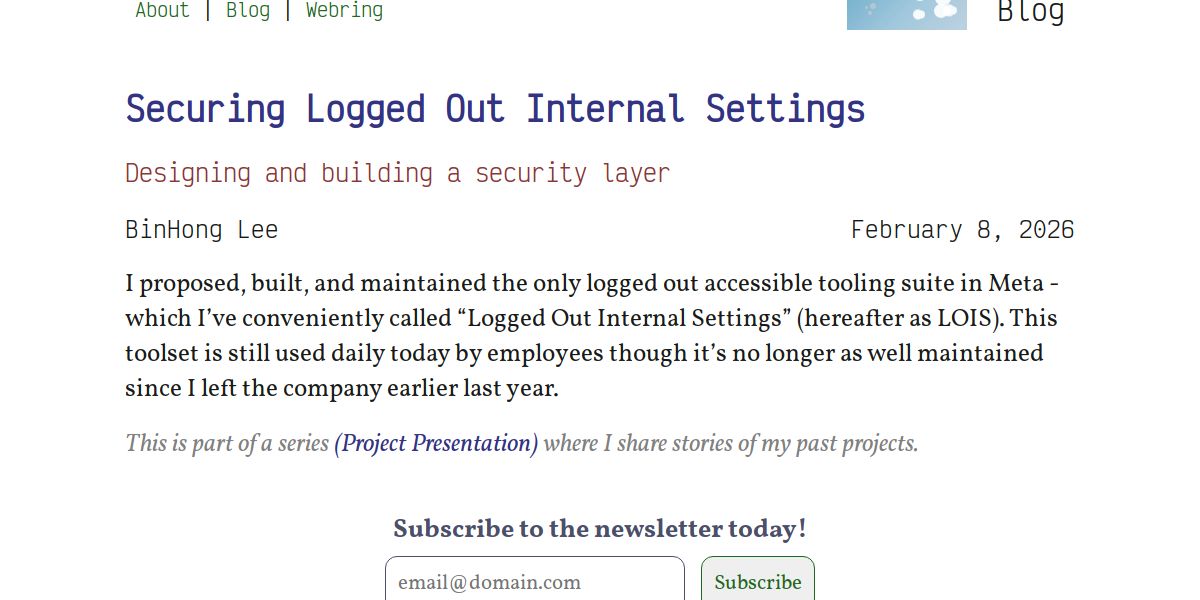 About | Blog | Webring
Blog
Securing Logged Out Internal Settings
Designing and building a security layer
BinHong Lee
February 8, 2026
I proposed, built, and maintained the only logged out accessible tooling suite in Meta -
which I’ve conveniently called “Logged Out Internal Settings” (hereafter as LOIS). This
toolset is still used daily today by employees though it’s no longer as well maintained
since I left the company earlier last year.
This is part of a series (Project Presentation) where I share stories of my past projects.
Subscribe to the newsletter today!
email@domain.com
Subscribe